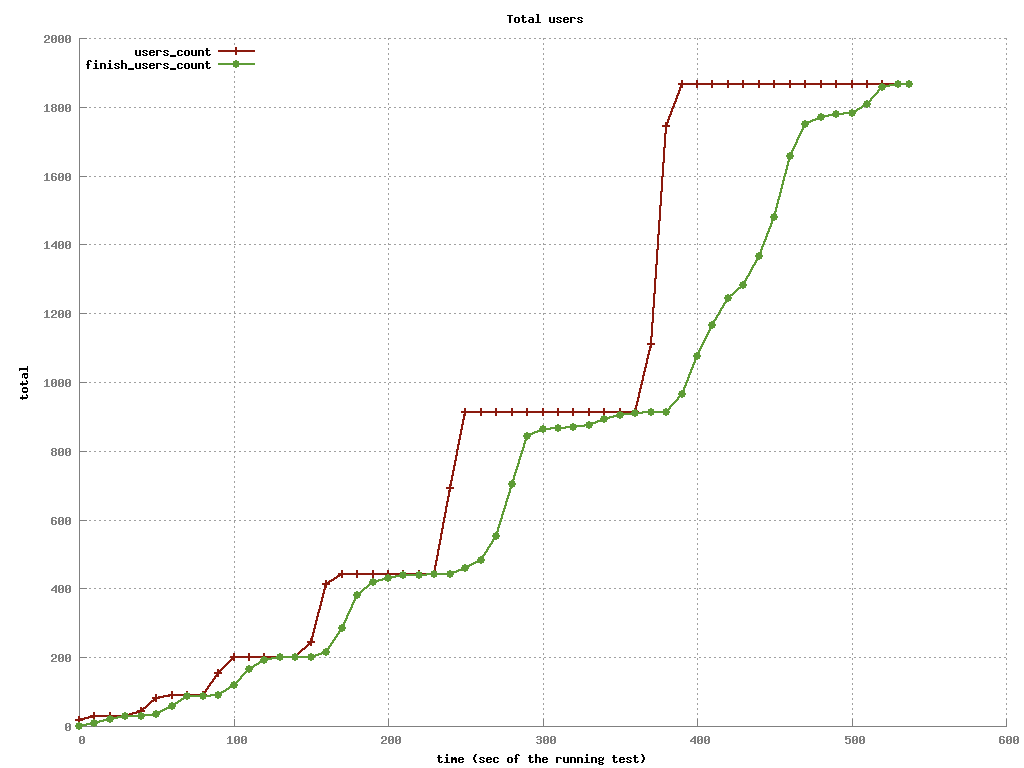 Total users
users_count
finish_users_count
2000
1800
1600
1400
1200
1000
800
600
400
200
0
total
0 100 200 300 400 500 600
time (sec of the running test)